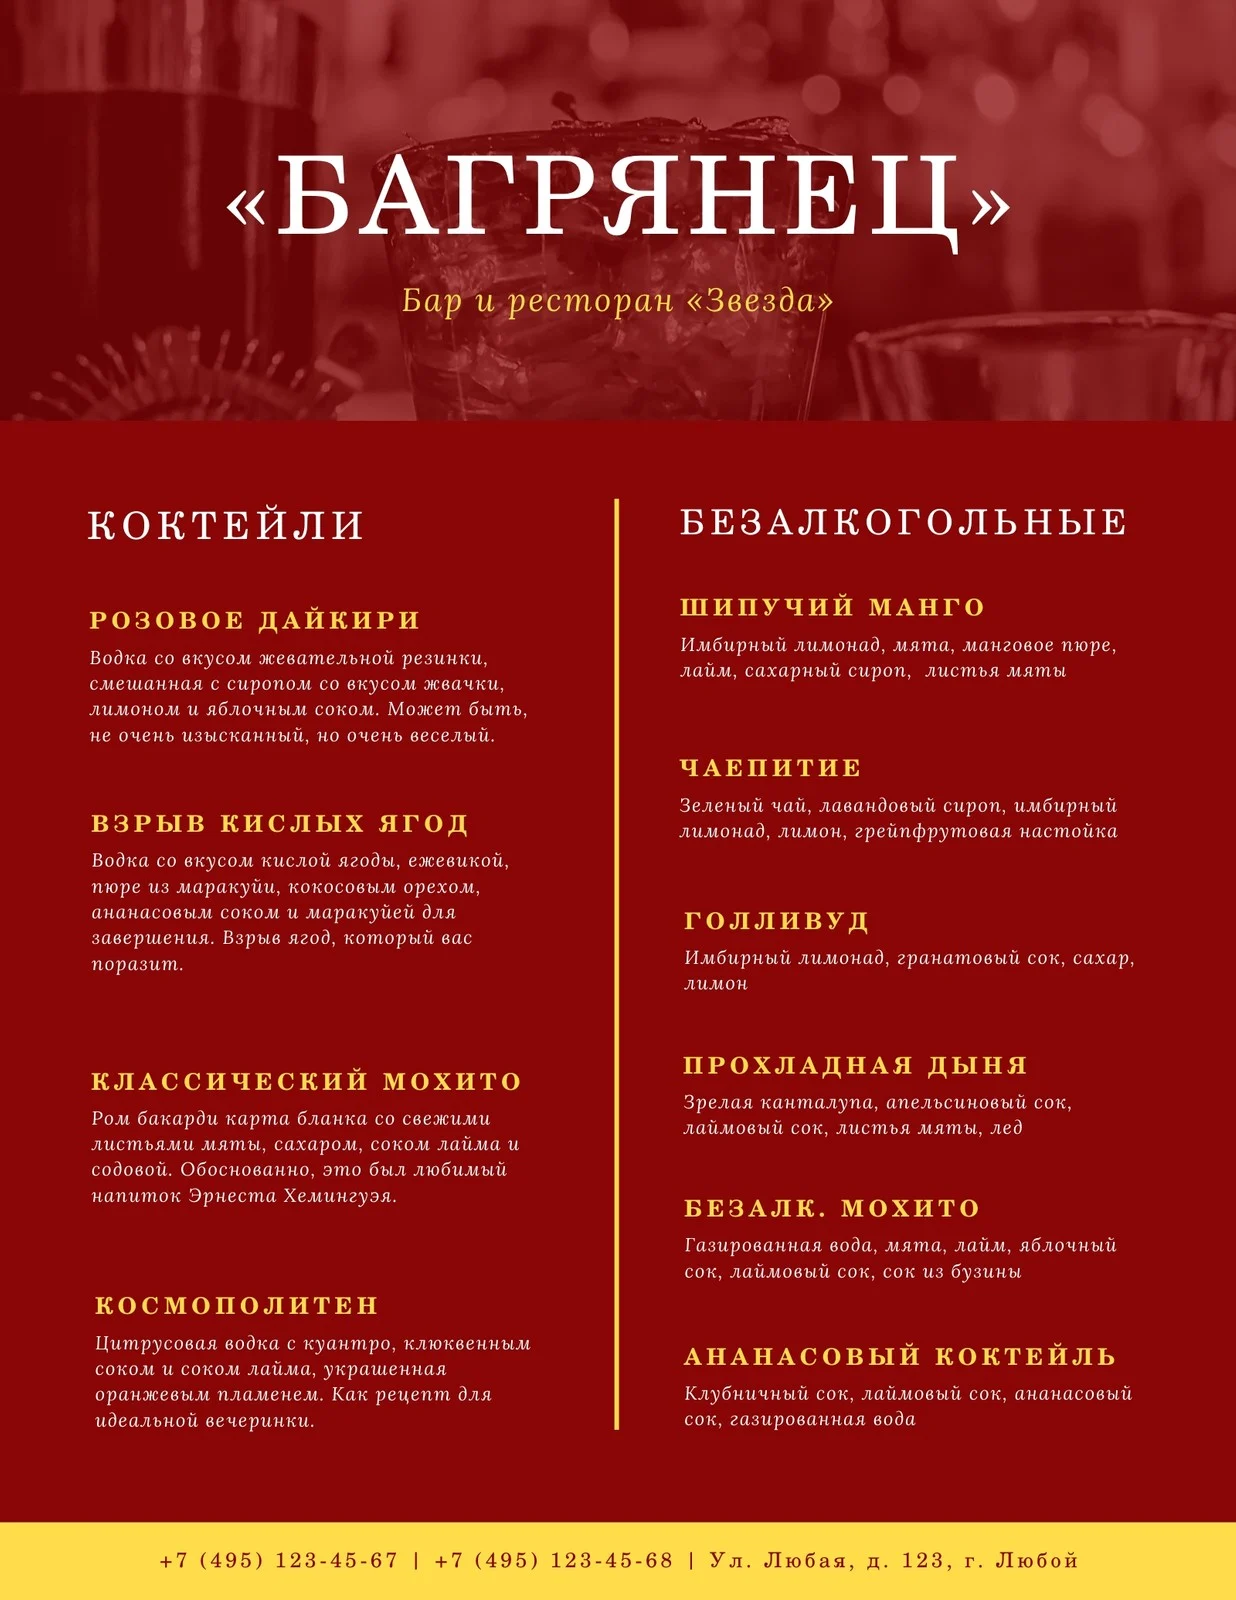 «БАГРЯНЕЦ»
Бар и ресторан «Звезда»
КОКТЕЙЛИ
РОЗОВОЕ ДАЙКИРИ
Водка со вкусом жевательной резинки,
смешанная с сиропом со вкусом жвачки,
лимоном и яблочным соком. Может быть,
не очень изысканный, но очень веселый.
ВЗРЫВ КИСЛЫХ ЯГОД
Водка со вкусом кислой ягоды, ежевикой,
пюре из маракуйи, кокосовым орехом,
ананасовым соком и маракуйей для
завершения. Взрыв ягод, который вас
поразит.
КЛАССИЧЕСКИЙ МОХИТО
Ром бакарди карта бланка со свежими
листьями мяты, сахаром, соком лайма и
содовой. Обоснованно, это был любимый
напиток Эрнеста Хемингуэя.
КОСМОПОЛИТЕН
Цитрусовая водка с куантро, клюквенным
соком и соком лайма, украшенная
оранжевым пламенем. Как рецепт для
идеальной вечеринки.
БЕЗАЛКОГОЛЬНЫЕ
ШИПУЧИЙ МАНГО
Имбирный лимонад, мята, манговое пюре,
лайм, сахарный сироп, листья мяты
ЧАЕПИТИЕ
Зеленый чай, лавандовый сироп, имбирный
лимонад, лимон, грейпфрутовая настойка
ГОЛЛИВУД
Имбирный лимонад, гранатовый сок, сахар,
лимон
ПРОХЛАДНАЯ ДЫНЯ
Зрелая канталупа, апельсиновый сок,
лаймовый сок, листья мяты, лед
БЕЗАЛК. МОХИТО
Газированная вода, мята, лайм, яблочный
сок, лаймовый сок, сок из бузины
АНАНАСОВЫЙ КОКТЕЙЛЬ
Клубничный сок, лаймовый сок, ананасовый
сок, газированная вода
+7 (495) 123-45-67 | +7 (495) 123-45-68 | Ул. Любая, д. 123, г. Любой